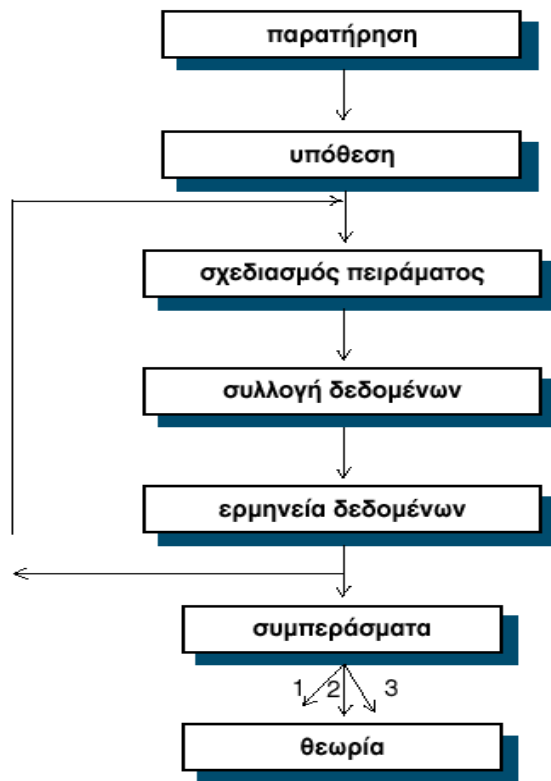 παρατήρηση
υπόθεση
σχεδιασμός πειράματος
συλλογή δεδομένων
ερμηνεία δεδομένων
συμπεράσματα
1 2 3
θεωρία